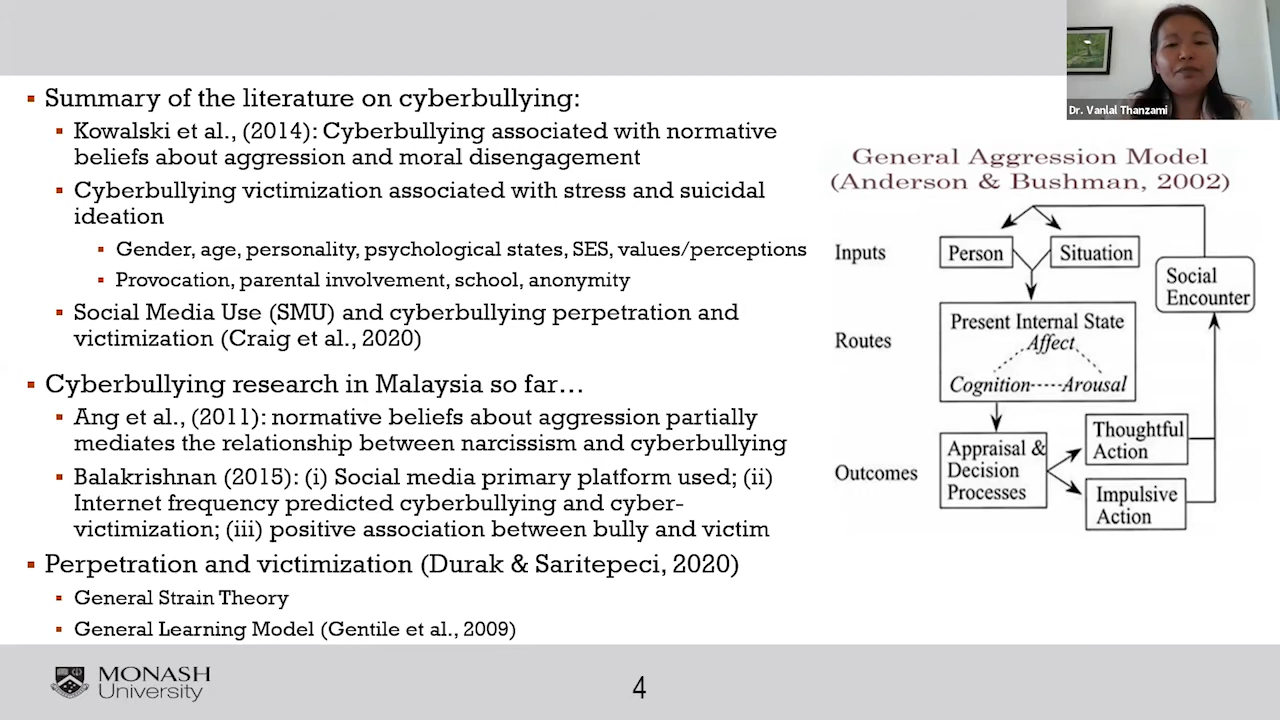 Dr. Vanlal Thanzami
▪ Summary of the literature on cyberbullying:
▪ Kowalski et al., (2014): Cyberbullying associated with normative
beliefs about aggression and moral disengagement
▪ Cyberbullying victimization associated with stress and suicidal
ideation
▪ Gender, age, personality, psychological states, SES, values/perceptions
▪ Provocation, parental involvement, school, anonymity
▪ Social Media Use (SMU) and cyberbullying perpetration and
victimization (Craig et al., 2020)
▪ Cyberbullying research in Malaysia so far…
▪ Ang et al., (2011): normative beliefs about aggression partially
mediates the relationship between narcissism and cyberbullying
▪ Balakrishnan (2015): (i) Social media primary platform used; (ii)
Internet frequency predicted cyberbullying and cyber-
victimization; (iii) positive association between bully and victim
▪ Perpetration and victimization (Durak & Saritepeci, 2020)
▪ General Strain Theory
▪ General Learning Model (Gentile et al., 2009)
General Aggression Model
(Anderson & Bushman, 2002)
Inputs
Person
Situation
Social
Encounter
Routes
Present Internal State
Affect
Cognition-----Arousal
Outcomes
Appraisal &
Decision
Processes
Thoughtful
Action
Impulsive
Action
MONASH
University
4